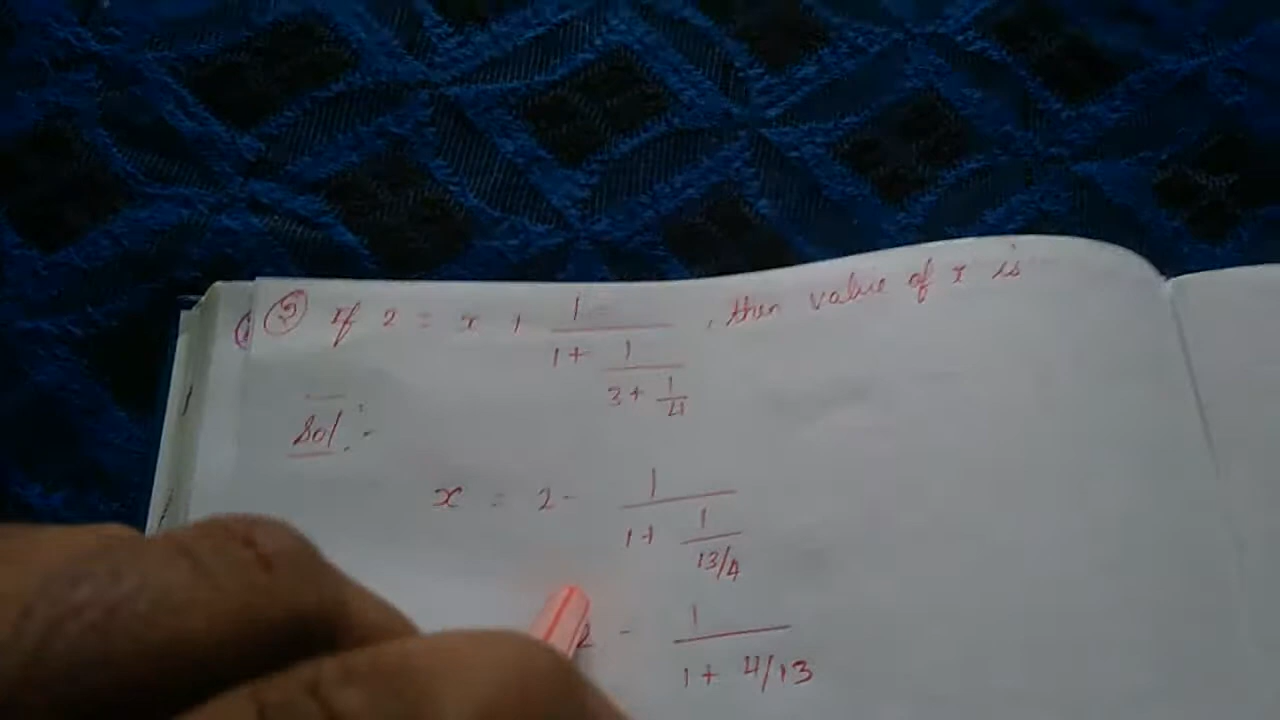 ② If 2 = x + 1/(1 + 1/(3 + 1/4)), then value of x is
Sol :-
x = 2 - 1/(1 + 1/(13/4))
2 - 1/(1 + 4/13)